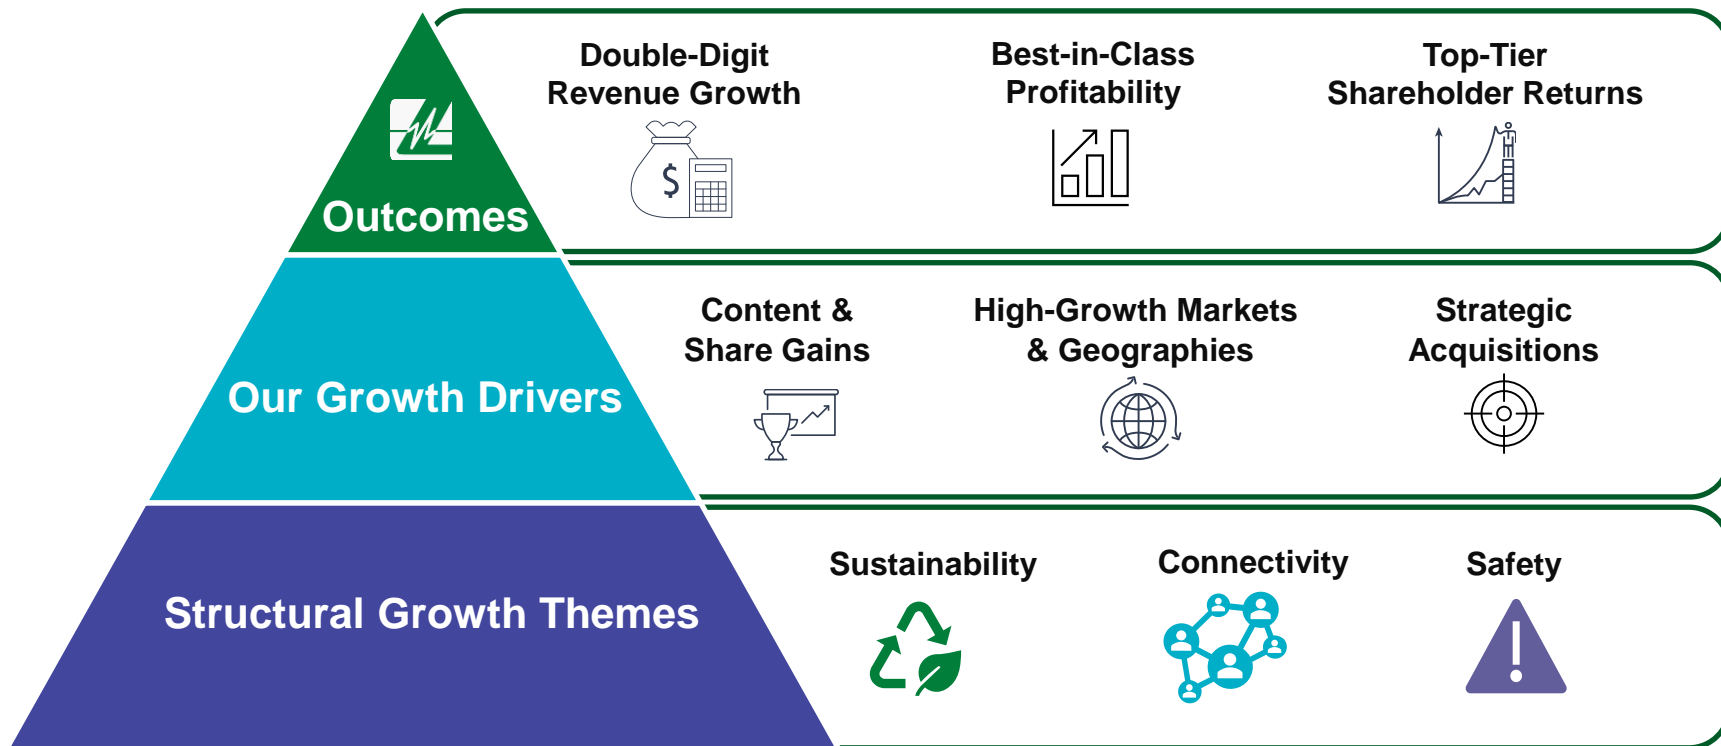 Double-Digit
Revenue Growth
Best-in-Class
Profitability
Top-Tier
Shareholder Returns
$
Outcomes
Content &
Share Gains
High-Growth Markets
& Geographies
Strategic
Acquisitions
Our Growth Drivers
Sustainability
Connectivity
Safety
Structural Growth Themes